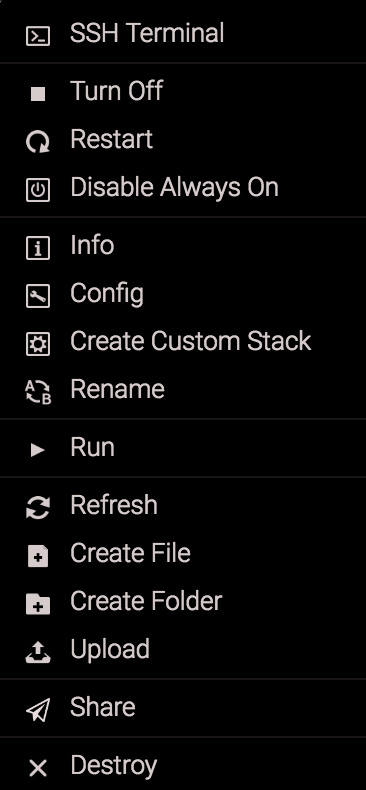 SSH Terminal
Turn Off
Restart
Disable Always On
Info
Config
Create Custom Stack
Rename
Run
Refresh
Create File
Create Folder
Upload
Share
Destroy